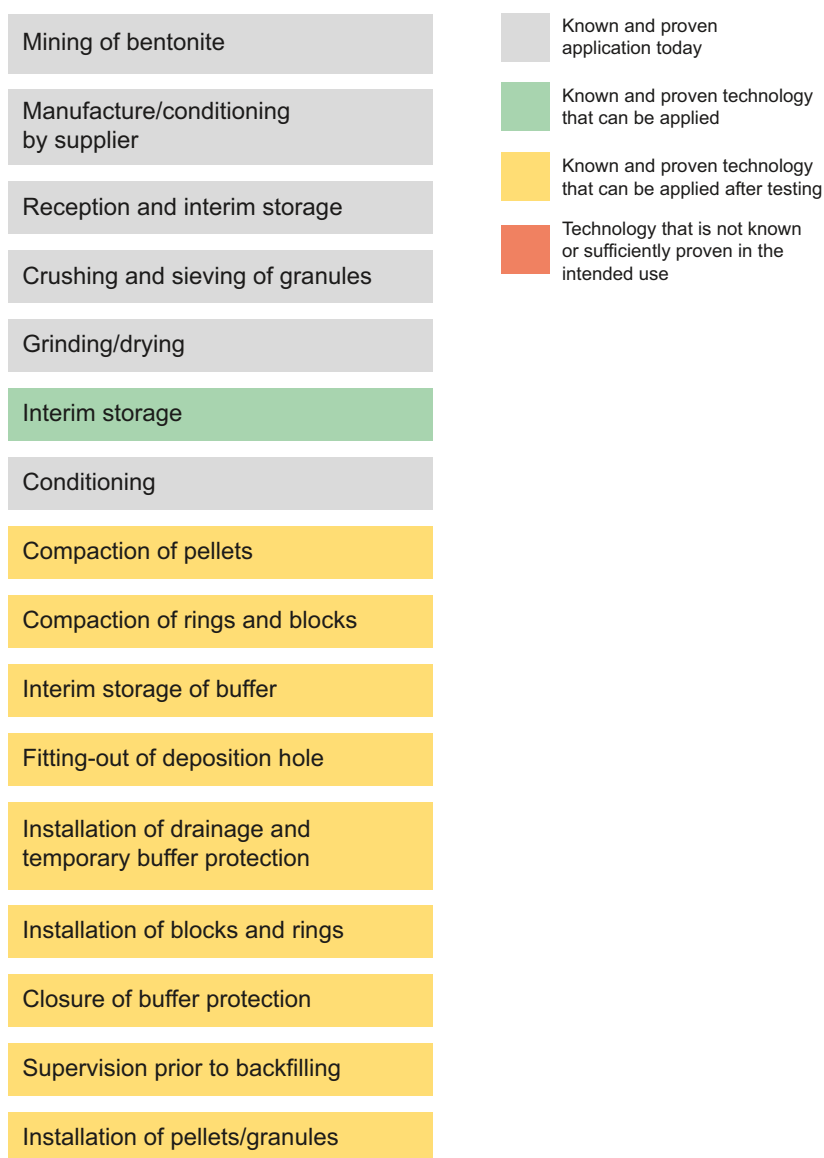 Mining of bentonite
Manufacture/conditioning
by supplier
Reception and interim storage
Crushing and sieving of granules
Grinding/drying
Interim storage
Conditioning
Compaction of pellets
Compaction of rings and blocks
Interim storage of buffer
Fitting-out of deposition hole
Installation of drainage and
temporary buffer protection
Installation of blocks and rings
Closure of buffer protection
Supervision prior to backfilling
Installation of pellets/granules
Known and proven
application today
Known and proven technology
that can be applied
Known and proven technology
that can be applied after testing
Technology that is not known
or sufficiently proven in the
intended use